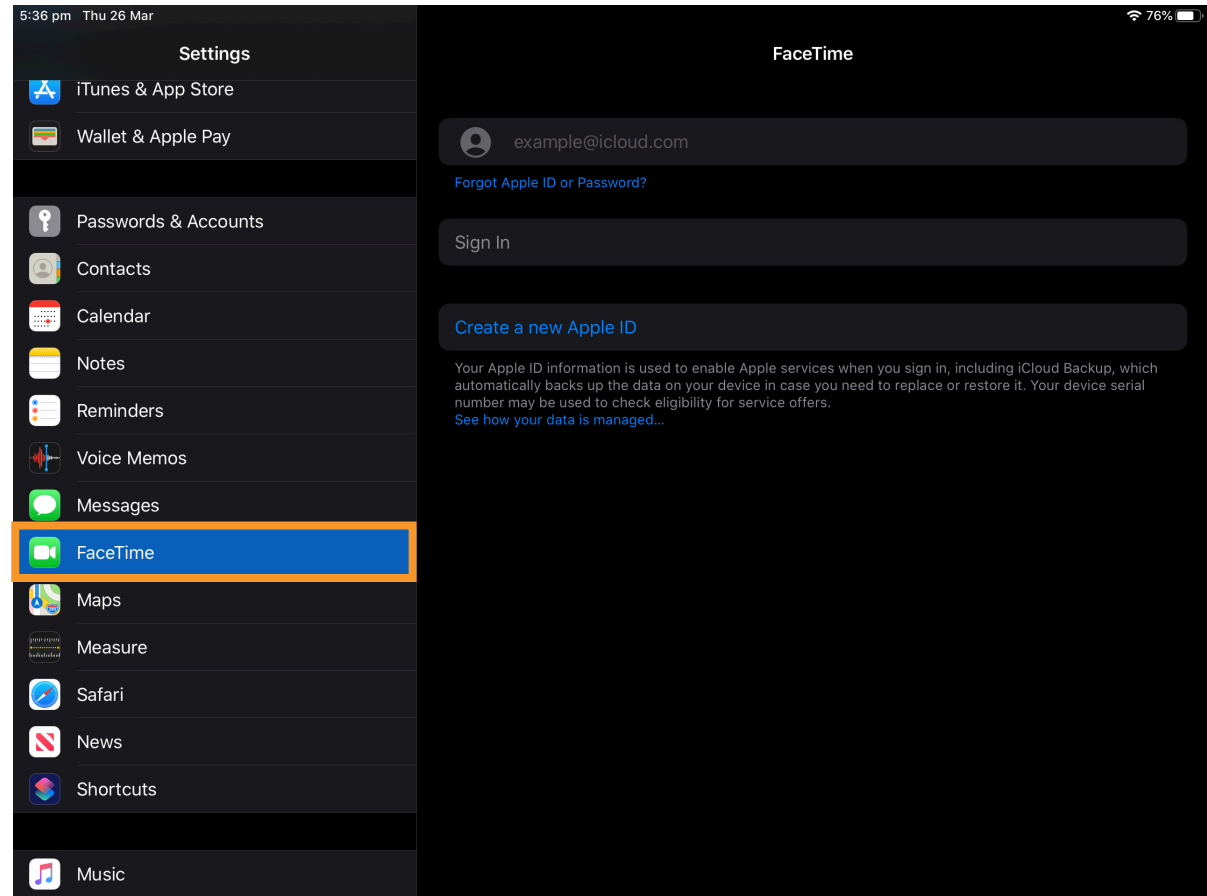 5:36 pm Thu 26 Mar
76%
Settings
iTunes & App Store
Wallet & Apple Pay
Passwords & Accounts
Contacts
Calendar
Notes
Reminders
Voice Memos
Messages
FaceTime
Maps
Measure
Safari
News
Shortcuts
Music
FaceTime
example@icloud.com
Forgot Apple ID or Password?
Sign In
Create a new Apple ID
Your Apple ID information is used to enable Apple services when you sign in, including iCloud Backup, which
automatically backs up the data on your device in case you need to replace or restore it. Your device serial
number may be used to check eligibility for service offers.
See how your data is managed...